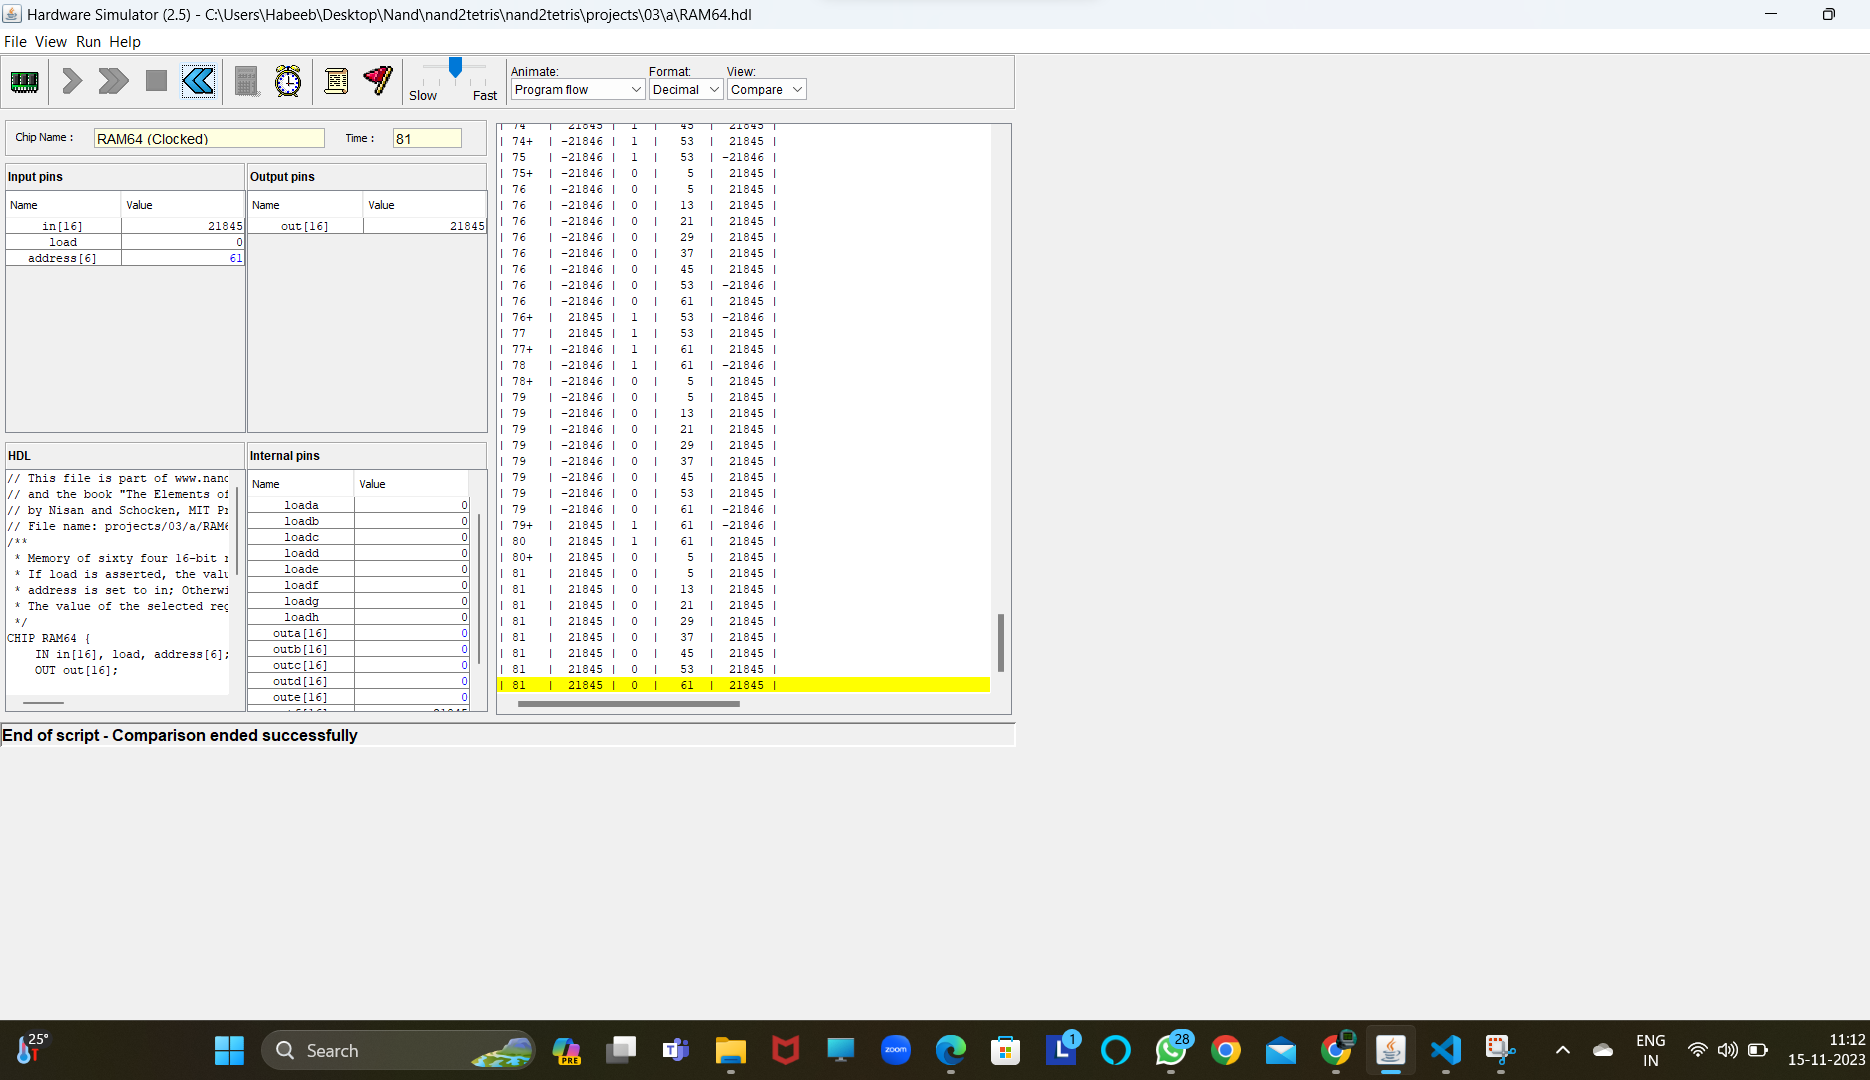 Hardware Simulator (2.5) - C:\Users\Habeeb\Desktop\Nand\nand2tetris\nand2tetris\projects\03\a\RAM64.hdl
File View Run Help
Slow Fast
Animate: Format: View:
Program flow Decimal Compare
Chip Name : RAM64 (Clocked) Time : 81
Input pins
Name Value
in[16] 21845
load 0
address[6] 61
Output pins
Name Value
out[16] 21845
HDL
// This file is part of www.nand
// and the book "The Elements of
// by Nisan and Schocken, MIT Pr
// File name: projects/03/a/RAM6
/**
* Memory of sixty four 16-bit r
* If load is asserted, the valu
* address is set to in; Otherwi
* The value of the selected reg
*/
CHIP RAM64 {
IN in[16], load, address[6];
OUT out[16];
Internal pins
Name Value
loada 0
loadb 0
loadc 0
loadd 0
loade 0
loadf 0
loadg 0
loadh 0
outa[16] 0
outb[16] 0
outc[16] 0
outd[16] 0
oute[16] 0
| 74 | 21845 | 1 | 45 | 21845 |
| 74+ | -21846 | 1 | 53 | 21845 |
| 75 | -21846 | 1 | 53 | -21846 |
| 75+ | -21846 | 0 | 5 | 21845 |
| 76 | -21846 | 0 | 5 | 21845 |
| 76 | -21846 | 0 | 13 | 21845 |
| 76 | -21846 | 0 | 21 | 21845 |
| 76 | -21846 | 0 | 29 | 21845 |
| 76 | -21846 | 0 | 37 | 21845 |
| 76 | -21846 | 0 | 45 | 21845 |
| 76 | -21846 | 0 | 53 | -21846 |
| 76 | -21846 | 0 | 61 | 21845 |
| 76+ | 21845 | 1 | 53 | -21846 |
| 77 | 21845 | 1 | 53 | 21845 |
| 77+ | -21846 | 1 | 61 | 21845 |
| 78 | -21846 | 1 | 61 | -21846 |
| 78+ | -21846 | 0 | 5 | 21845 |
| 79 | -21846 | 0 | 5 | 21845 |
| 79 | -21846 | 0 | 13 | 21845 |
| 79 | -21846 | 0 | 21 | 21845 |
| 79 | -21846 | 0 | 29 | 21845 |
| 79 | -21846 | 0 | 37 | 21845 |
| 79 | -21846 | 0 | 45 | 21845 |
| 79 | -21846 | 0 | 53 | 21845 |
| 79 | -21846 | 0 | 61 | -21846 |
| 79+ | 21845 | 1 | 61 | -21846 |
| 80 | 21845 | 1 | 61 | 21845 |
| 80+ | 21845 | 0 | 5 | 21845 |
| 81 | 21845 | 0 | 5 | 21845 |
| 81 | 21845 | 0 | 13 | 21845 |
| 81 | 21845 | 0 | 21 | 21845 |
| 81 | 21845 | 0 | 29 | 21845 |
| 81 | 21845 | 0 | 37 | 21845 |
| 81 | 21845 | 0 | 45 | 21845 |
| 81 | 21845 | 0 | 53 | 21845 |
| 81 | 21845 | 0 | 61 | 21845 |
End of script - Comparison ended successfully
25°
Search
PRE
zoom
L 1
28
ENG
IN
11:12
15-11-2023